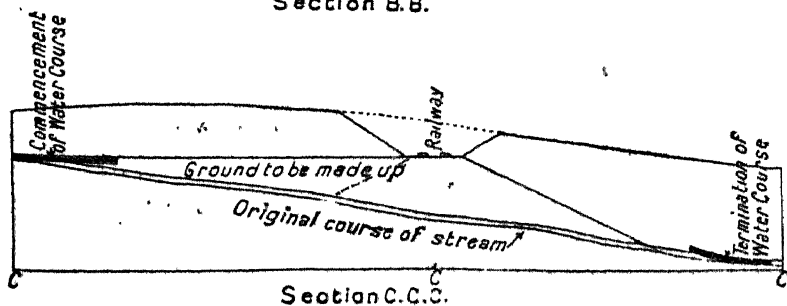 Section B.B.
Commencement
of Water Course
Railway
Ground to be made up
Original course of stream
Termination of
Water Course
C
C
C
Section C.C.C.